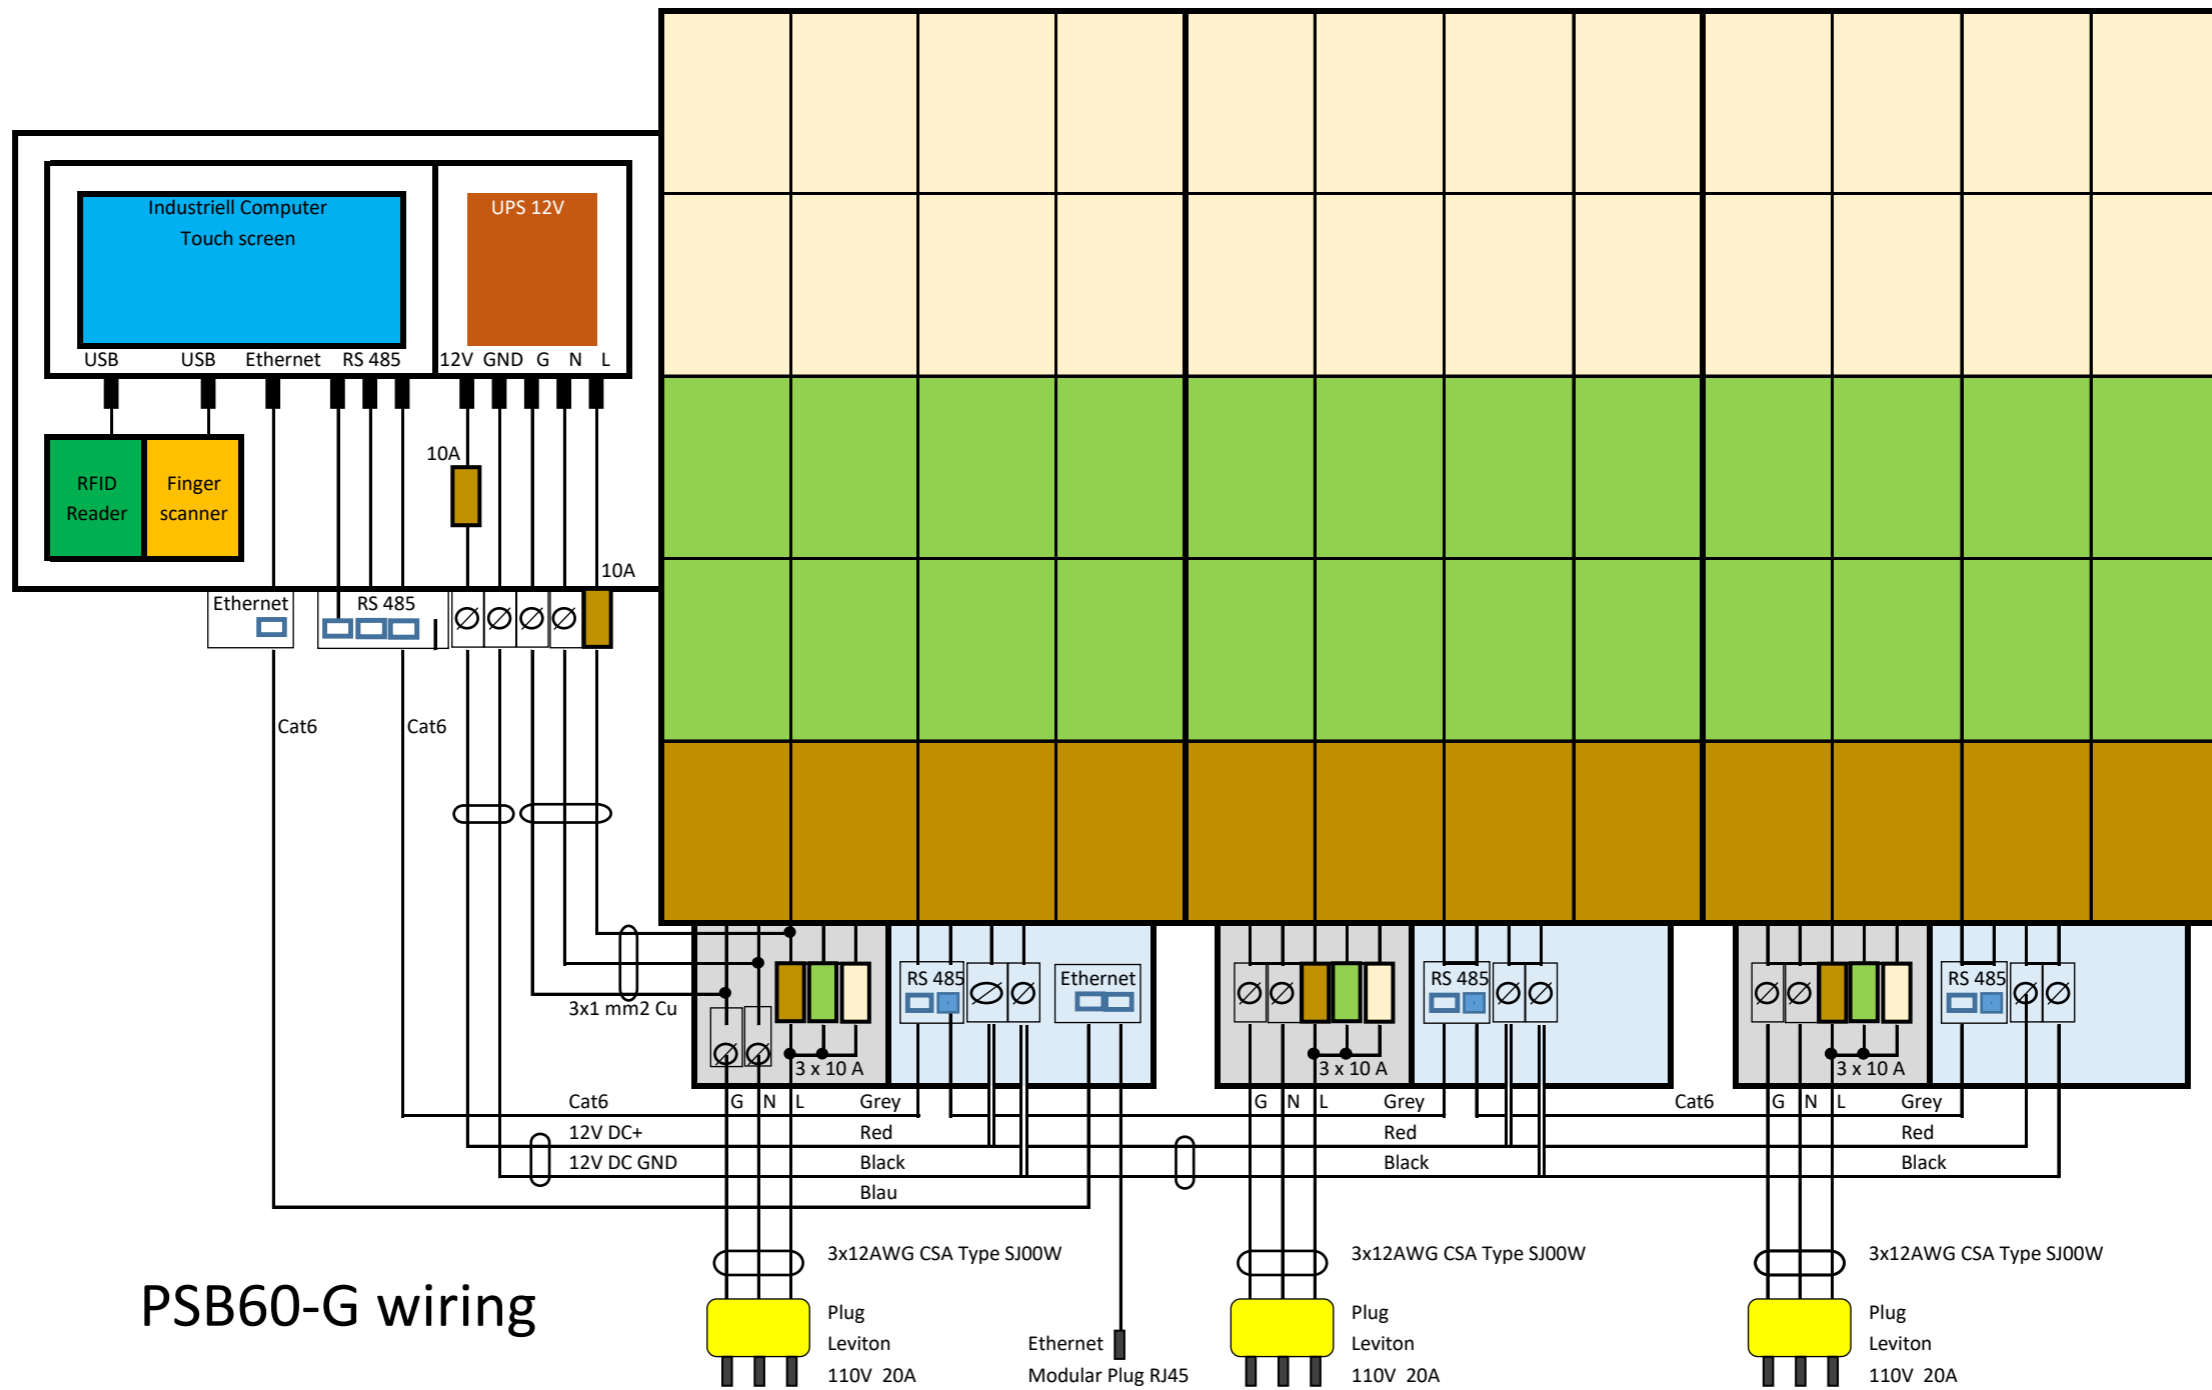 Industriell Computer
Touch screen
UPS 12V
USB USB Ethernet RS 485
12V GND G N L
10A
RFID
Reader
Finger
scanner
10A
Ethernet
RS 485
Cat6
Cat6
3x1 mm2 Cu
RS 485
Ethernet
3 x 10 A
RS 485
3 x 10 A
RS 485
3 x 10 A
Cat6 G N L Grey G N L Grey Cat6 G N L Grey
12V DC+ Red Red Red
12V DC GND Black Black Black
Blau
3x12AWG CSA Type SJ00W
3x12AWG CSA Type SJ00W
3x12AWG CSA Type SJ00W
PSB60-G wiring
Plug
Leviton
110V 20A
Ethernet
Modular Plug RJ45
Plug
Leviton
110V 20A
Plug
Leviton
110V 20A